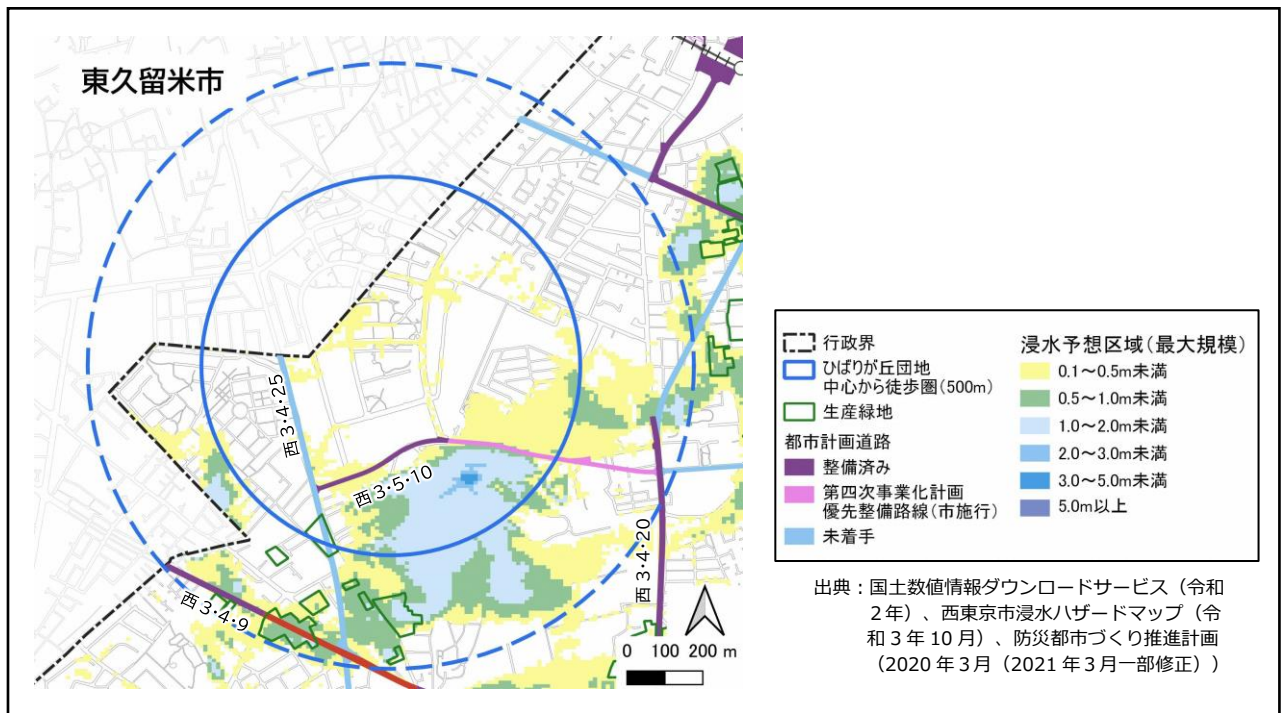 東久留米市
西3・4・25
西3・5・10
西3・4・20
西3・4・9
0 100 200 m
行政界
ひばりが丘団地
中心から徒歩圏(500m)
生産緑地
都市計画道路
整備済み
第四次事業化計画
優先整備路線(市施行)
未着手
浸水予想区域(最大規模)
0.1～0.5m未満
0.5～1.0m未満
1.0～2.0m未満
2.0～3.0m未満
3.0～5.0m未満
5.0m以上
出典：国土数値情報ダウンロードサービス（令和
2年）、西東京市浸水ハザードマップ（令
和3年10月）、防災都市づくり推進計画
（2020年3月（2021年3月一部修正））